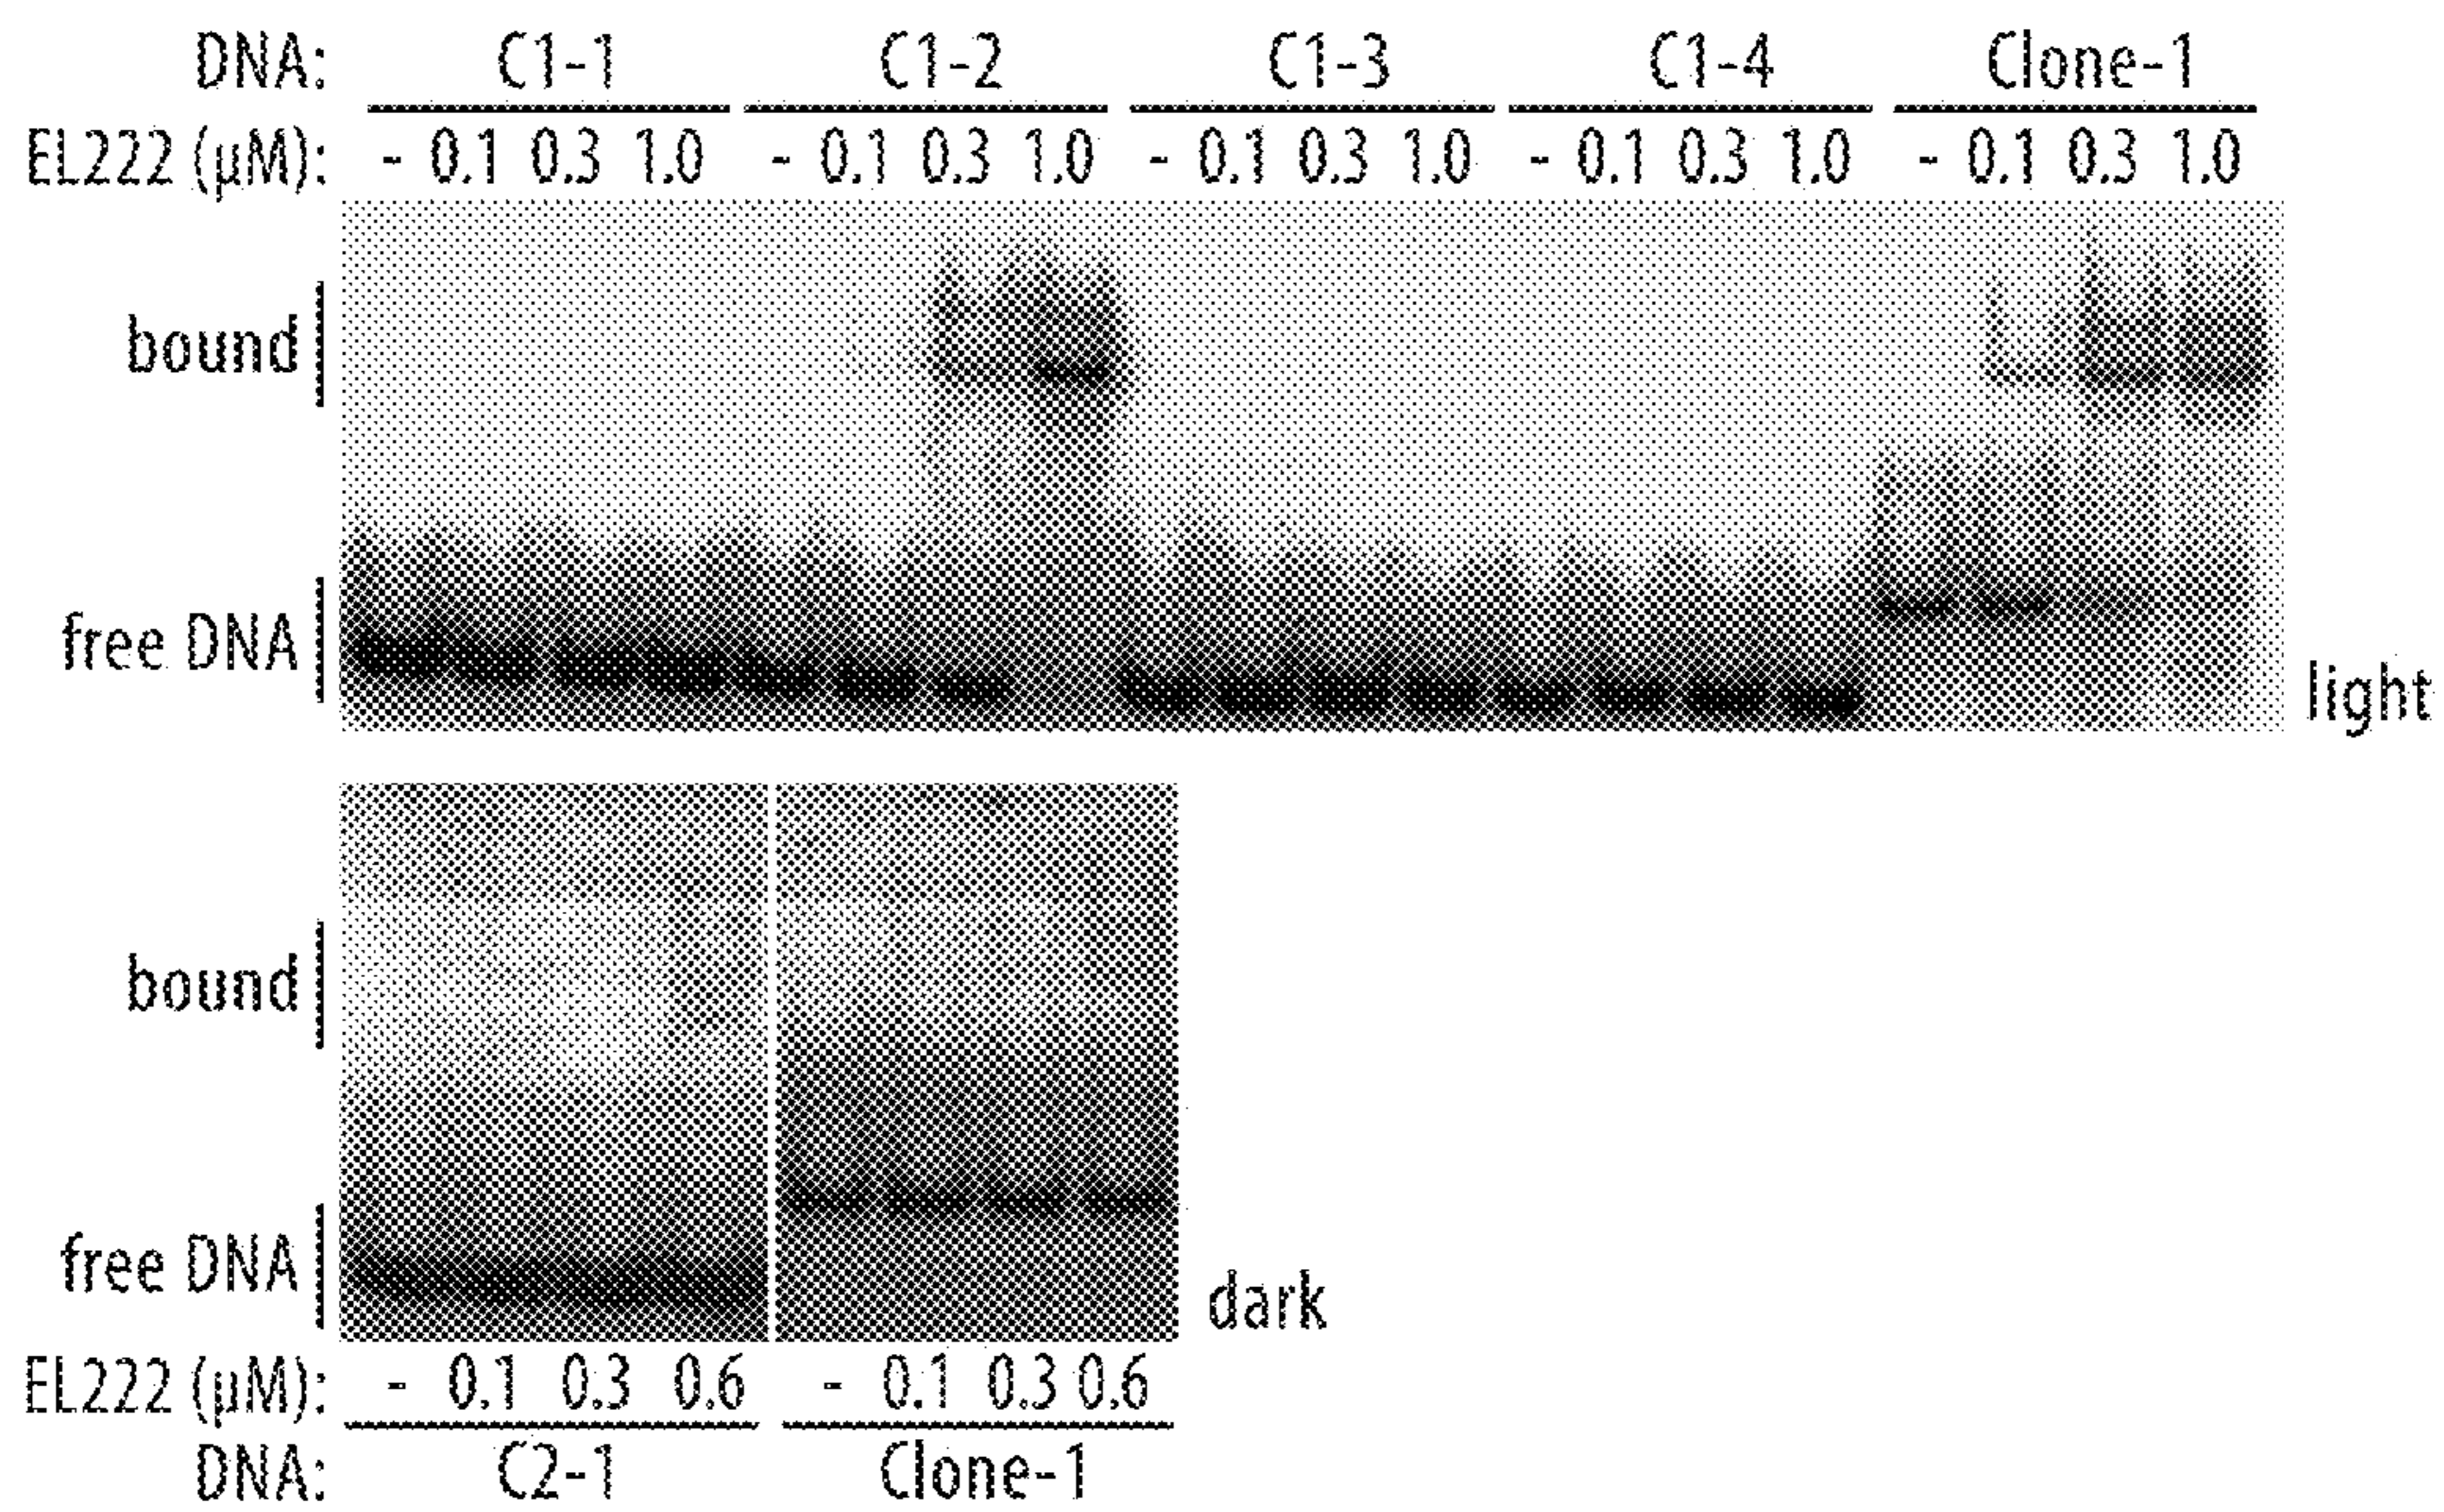 DNA: C1-1 C1-2 C1-3 C1-4 Clone-1
EL222 (µM): - 0.1 0.3 1.0 - 0.1 0.3 1.0 - 0.1 0.3 1.0 - 0.1 0.3 1.0 - 0.1 0.3 1.0
bound
free DNA
light
bound
free DNA
dark
EL222 (µM): - 0.1 0.3 0.6 - 0.1 0.3 0.6
DNA: C2-1 Clone-1